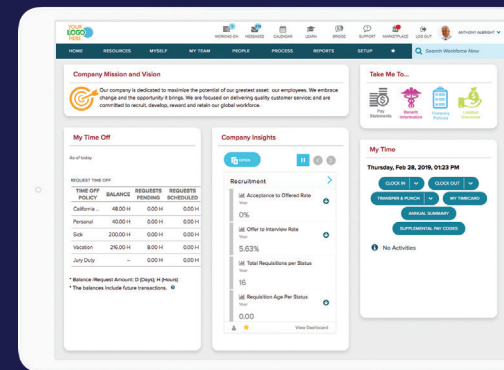 YOUR
LOGO
HERE
WORKING ON
MESSAGES
CALENDAR
LEARN
BRIDGE
SUPPORT
MARKETPLACE
LOG OUT
ANTHONY ALBRIGHT
HOME RESOURCES MYSELF MY TEAM PEOPLE PROCESS REPORTS SETUP
Search Workforce Now
Company Mission and Vision
Our company is dedicated to maximize the potential of our greatest asset: our employees. We embrace
change and the opportunity it brings. We are focused on delivering quality customer service; and are
committed to recruit, develop, reward and retain our global workforce.
Take Me To...
Pay
Statements
Benefit
Information
Company
Policies
My Time Off
As of today
REQUEST TIME OFF
TIME OFF
POLICY
BALANCE
REQUESTS
PENDING
REQUESTS
SCHEDULED
California ... 48.00 H 0.00 H 0.00 H
Personal 40.00 H 0.00 H 0.00 H
Sick 200.00 H 0.00 H 0.00 H
Vacation 216.00 H 8.00 H 0.00 H
Jury Duty – 0.00 H 0.00 H
* Balance /Request Amount: D (Days); H (Hours)
* The balances include future transactions.
Company Insights
Recruitment
Acceptance to Offered Rate
Year
0%
Offer to Interview Rate
Year
5.63%
Total Requisitions per Status
Year
16
Requisition Age Per Status
Year
0.00
View Dashboard
My Time
Thursday, Feb 28, 2019, 01:23 PM
CLOCK IN
CLOCK OUT
TRANSFER & PUNCH
MY TIMECARD
ANNUAL SUMMARY
SUPPLEMENTAL PAY CODES
No Activities